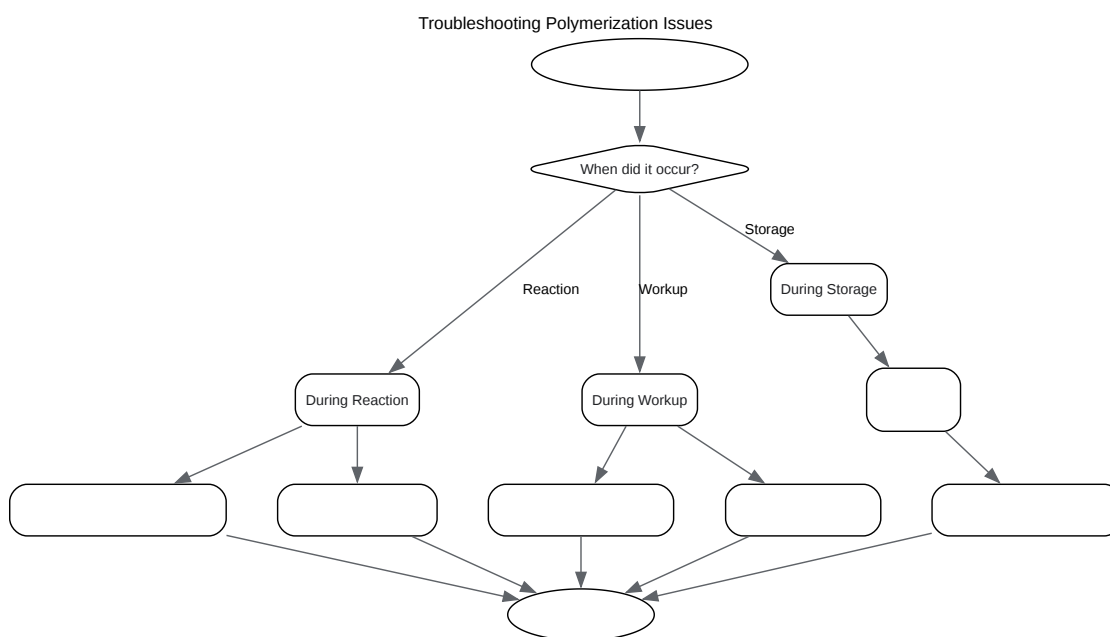 Troubleshooting Polymerization Issues
When did it occur?
Storage
Reaction
Workup
During Storage
During Reaction
During Workup